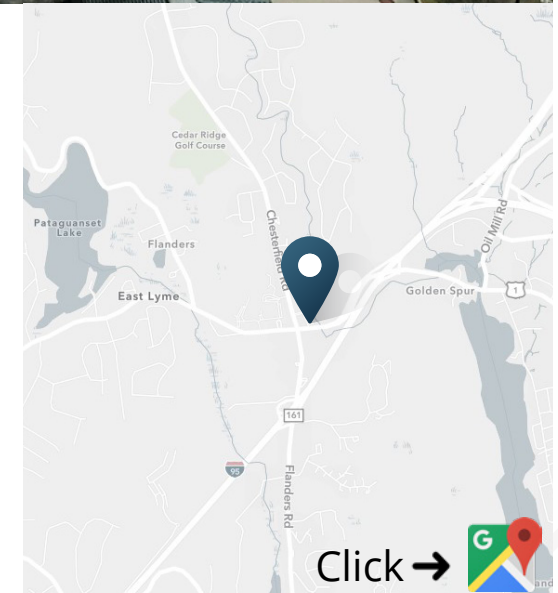 Cedar Ridge
Golf Course
Pataguanset
Lake
Flanders
Chesterfield Rd
Oil Mill Rd
East Lyme
Golden Spur
1
161
95
Flanders Rd
Click →
G
and